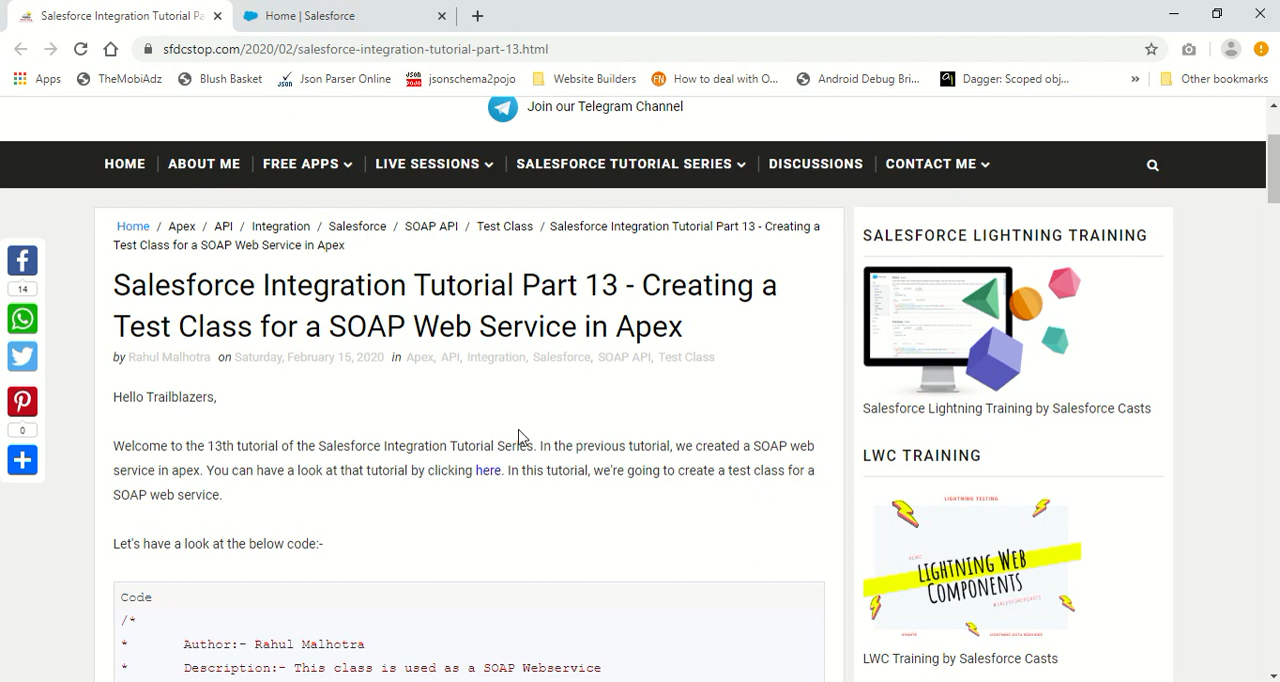 Salesforce Integration Tutorial Pa
Home | Salesforce
sfdcstop.com/2020/02/salesforce-integration-tutorial-part-13.html
Apps
TheMobiAdz
Blush Basket
Json Parser Online
jsonschema2pojo
Website Builders
How to deal with O...
Android Debug Bri...
Dagger: Scoped obj...
Other bookmarks
Join our Telegram Channel
HOME
ABOUT ME
FREE APPS
LIVE SESSIONS
SALESFORCE TUTORIAL SERIES
DISCUSSIONS
CONTACT ME
Home / Apex / API / Integration / Salesforce / SOAP API / Test Class / Salesforce Integration Tutorial Part 13 - Creating a
Test Class for a SOAP Web Service in Apex
Salesforce Integration Tutorial Part 13 - Creating a
Test Class for a SOAP Web Service in Apex
by Rahul Malhotra on Saturday, February 15, 2020 in Apex, API, Integration, Salesforce, SOAP API, Test Class
Hello Trailblazers,
Welcome to the 13th tutorial of the Salesforce Integration Tutorial Series. In the previous tutorial, we created a SOAP web
service in apex. You can have a look at that tutorial by clicking here. In this tutorial, we're going to create a test class for a
SOAP web service.
Let's have a look at the below code:-
Code
/*
* Author:- Rahul Malhotra
* Description:- This class is used as a SOAP Webservice
14
0
SALESFORCE LIGHTNING TRAINING
Salesforce Lightning Training by Salesforce Casts
LWC TRAINING
LIGHTNING TESTING
LIGHTNING WEB
COMPONENTS
LWC Training by Salesforce Casts